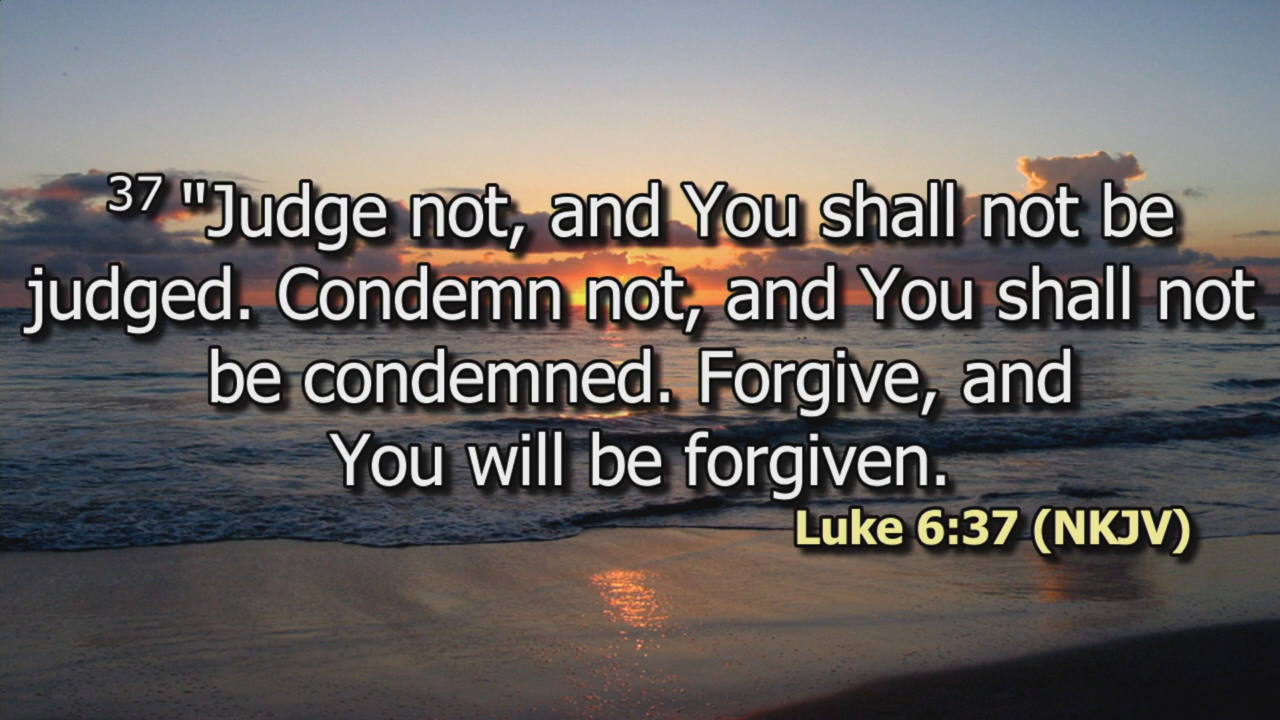 37 "Judge not, and You shall not be
judged. Condemn not, and You shall not
be condemned. Forgive, and
You will be forgiven.
Luke 6:37 (NKJV)